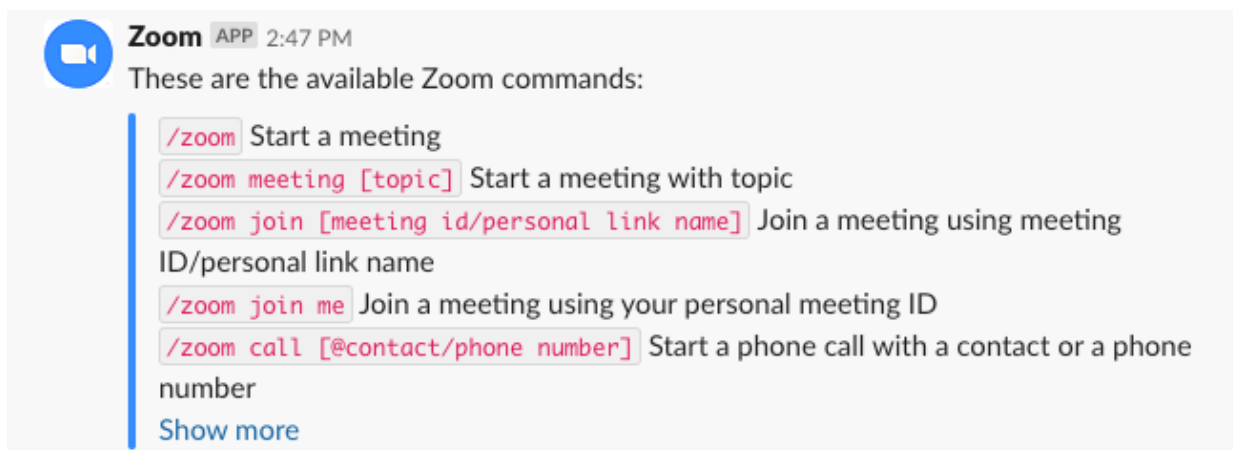 Zoom APP 2:47 PM
These are the available Zoom commands:
/zoom Start a meeting
/zoom meeting [topic] Start a meeting with topic
/zoom join [meeting id/personal link name] Join a meeting using meeting
ID/personal link name
/zoom join me Join a meeting using your personal meeting ID
/zoom call [@contact/phone number] Start a phone call with a contact or a phone
number
Show more